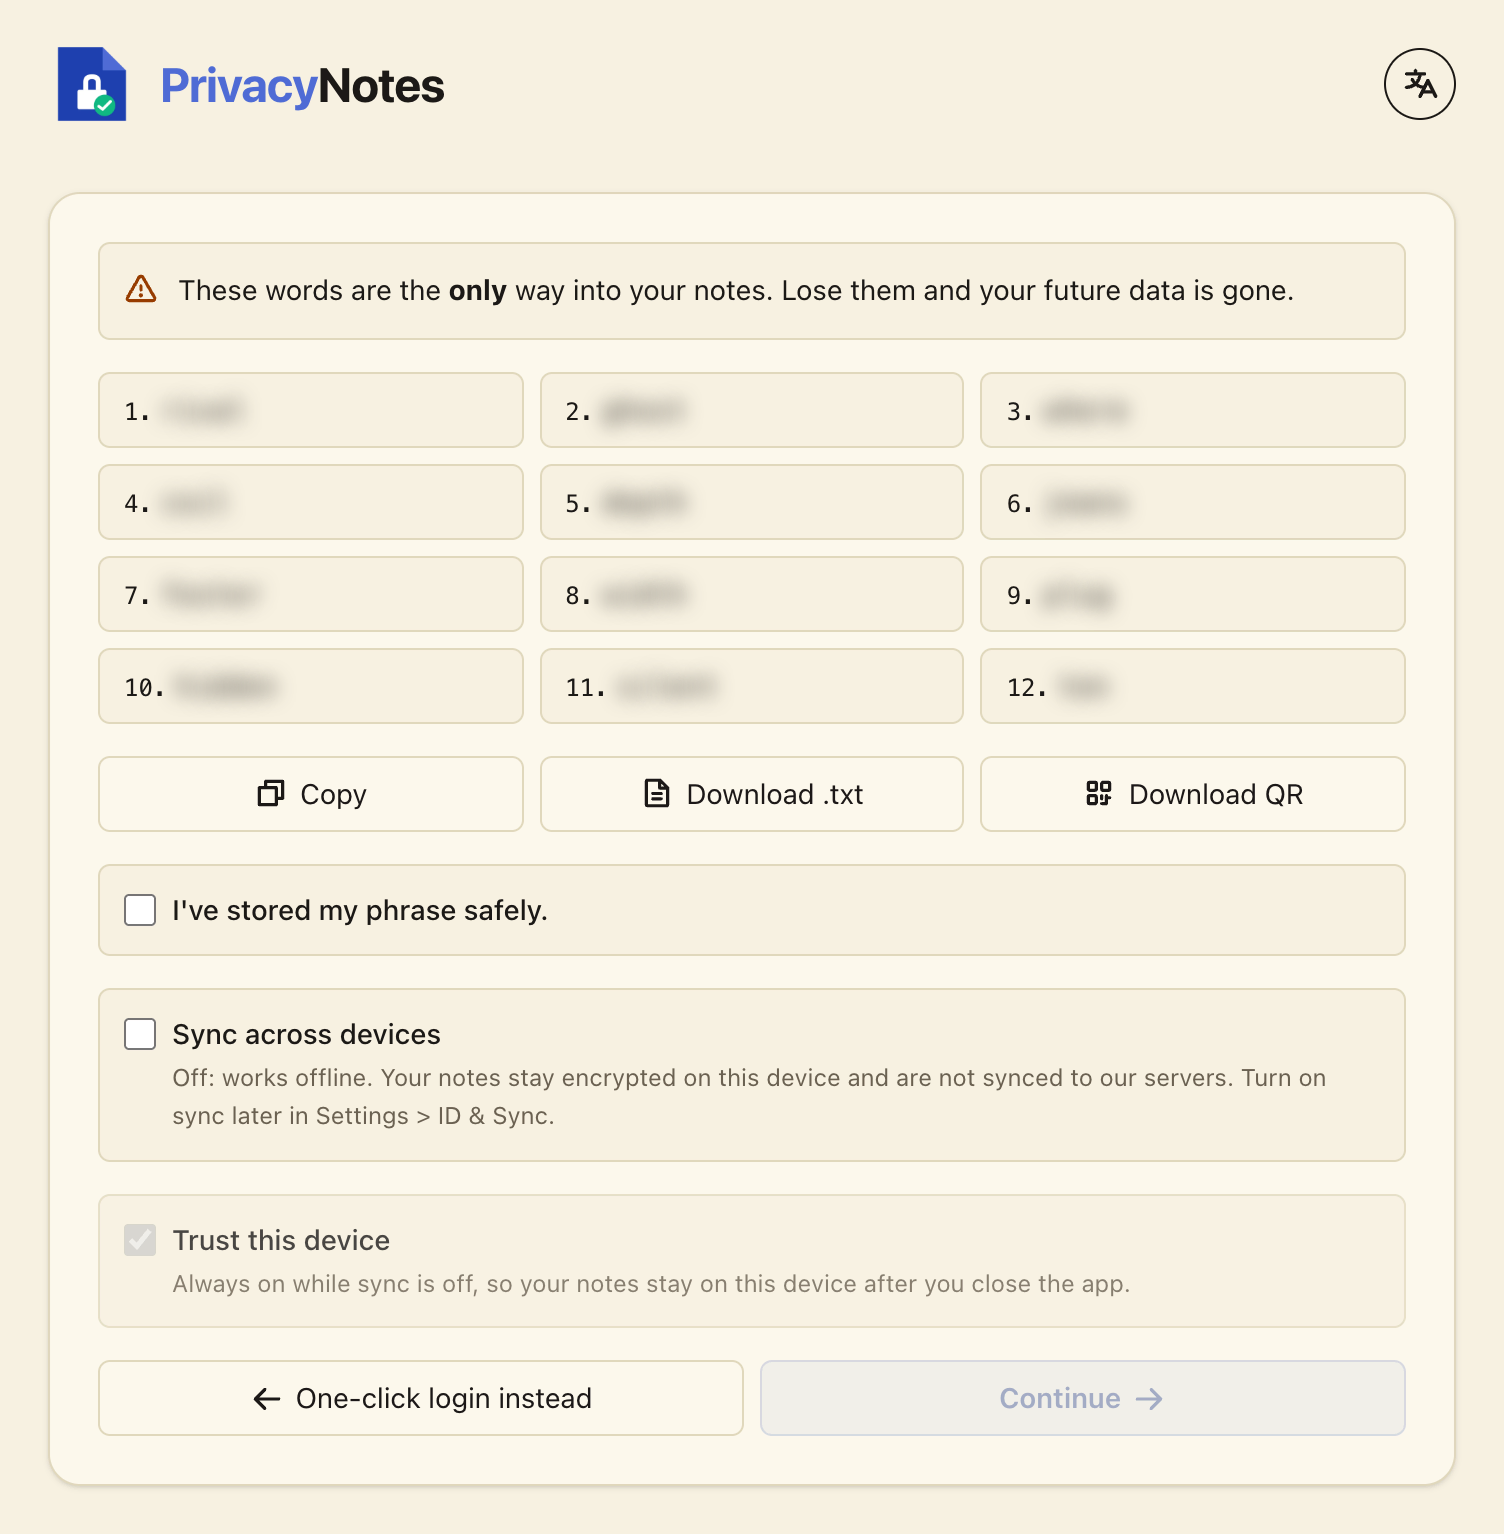 PrivacyNotes
These words are the only way into your notes. Lose them and your future data is gone.
1.
2.
3.
4.
5.
6.
7.
8.
9.
10.
11.
12.
Copy
Download .txt
Download QR
I've stored my phrase safely.
Sync across devices
Off: works offline. Your notes stay encrypted on this device and are not synced to our servers. Turn on
sync later in Settings > ID & Sync.
Trust this device
Always on while sync is off, so your notes stay on this device after you close the app.
One-click login instead
Continue